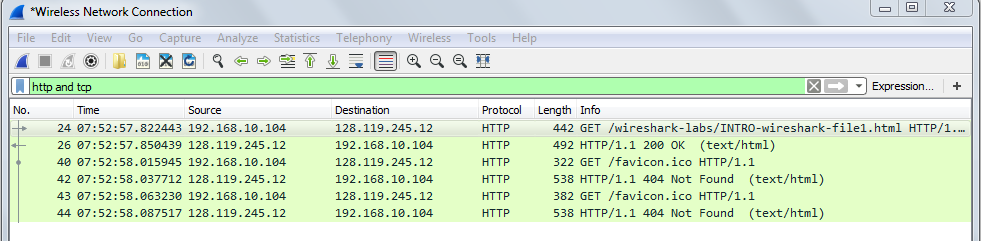 *Wireless Network Connection
File Edit View Go Capture Analyze Statistics Telephony Wireless Tools Help
http and tcp Expression... +
No. Time Source Destination Protocol Length Info
24 07:52:57.822443 192.168.10.104 128.119.245.12 HTTP 442 GET /wireshark-labs/INTRO-wireshark-file1.html HTTP/1....
26 07:52:57.850439 128.119.245.12 192.168.10.104 HTTP 492 HTTP/1.1 200 OK (text/html)
40 07:52:58.015945 192.168.10.104 128.119.245.12 HTTP 322 GET /favicon.ico HTTP/1.1
42 07:52:58.037712 128.119.245.12 192.168.10.104 HTTP 538 HTTP/1.1 404 Not Found (text/html)
43 07:52:58.063230 192.168.10.104 128.119.245.12 HTTP 382 GET /favicon.ico HTTP/1.1
44 07:52:58.087517 128.119.245.12 192.168.10.104 HTTP 538 HTTP/1.1 404 Not Found (text/html)